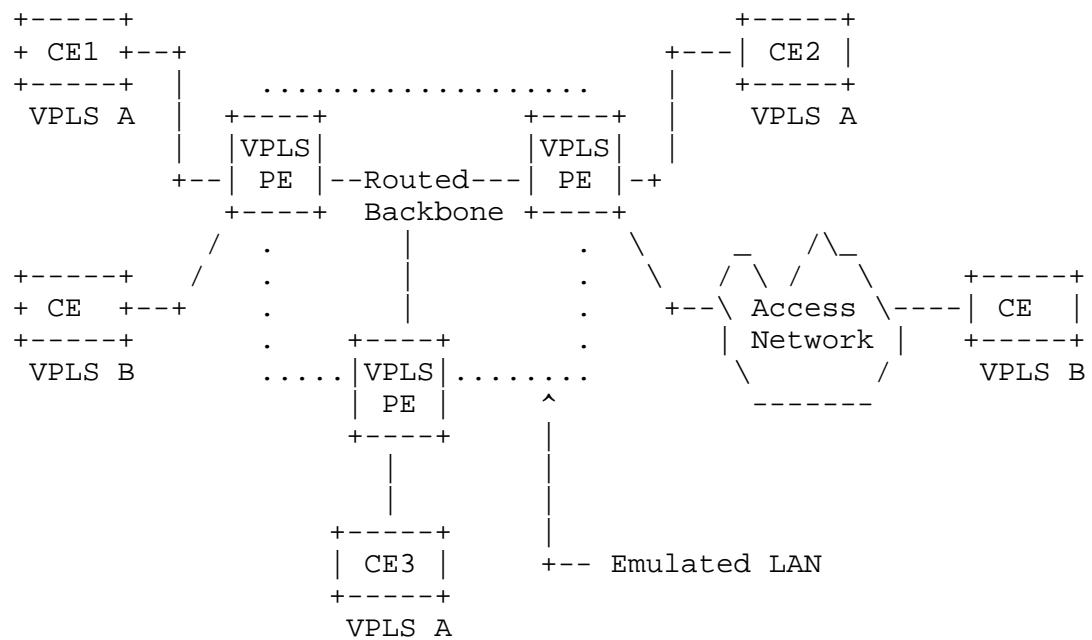 CE1 CE2
VPLS A VPLS A
VPLS VPLS
PE Routed PE
Backbone
CE Access CE
Network
VPLS B VPLS VPLS B
PE
CE3 Emulated LAN
VPLS A